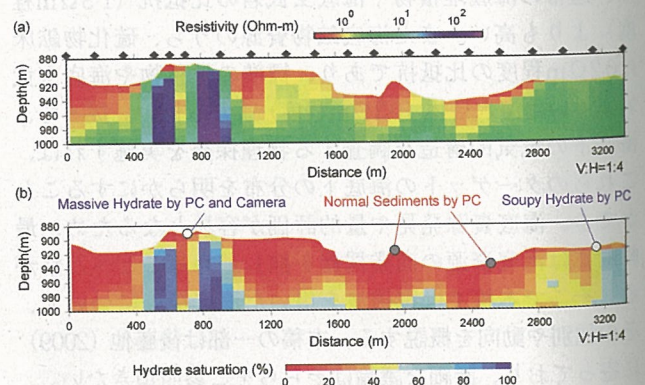 (a)
Resistivity (Ohm-m)
10⁰ 10¹ 10²
Depth(m)
880
900
920
940
960
980
1000
0 400 800 1200 1600 2000 2400 2800 3200
Distance (m)
V:H=1:4
(b)
Massive Hydrate by PC and Camera
Normal Sediments by PC
Soupy Hydrate by PC
Depth(m)
880
900
920
940
960
980
1000
0 400 800 1200 1600 2000 2400 2800 3200
Distance (m)
V:H=1:4
Hydrate saturation (%)
0 20 40 60 80 100